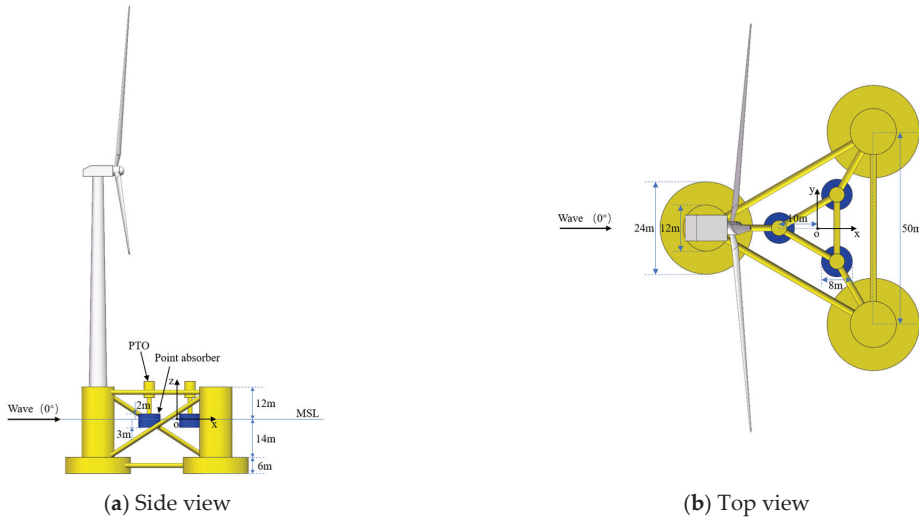 PTO
Point absorber
z
12m
Wave (0°)
2m
MSL
o
x
3m
14m
6m
(a) Side view
y
10m
Wave (0°)
24m
12m
o
x
50m
8m
(b) Top view